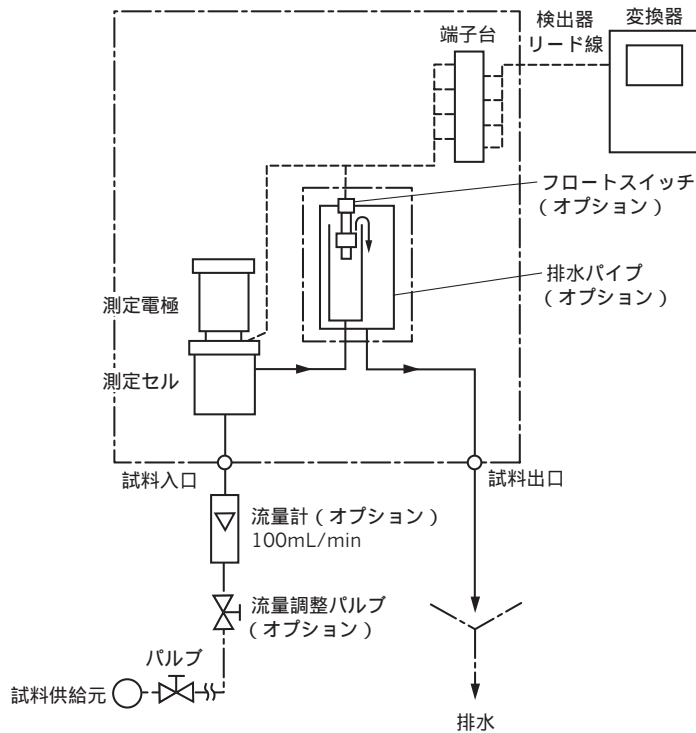 端子台
検出器
リード線
変換器
フロートスイッチ
(オプション)
排水パイプ
(オプション)
測定電極
測定セル
試料入口
試料出口
流量計(オプション)
100mL/min
流量調整バルブ
(オプション)
バルブ
試料供給元
排水